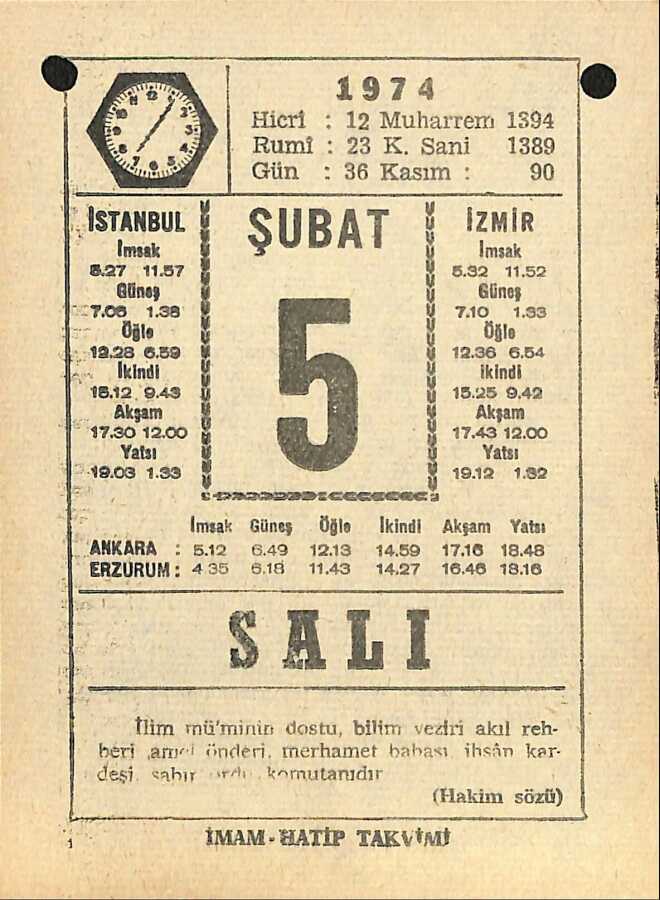 1974
Hicrî : 12 Muharrem 1394
Rumî : 23 K. Sani 1389
Gün : 36 Kasım : 90
İSTANBUL
İmsak
5.27 11.57
Güneş
7.06 1.38
Öğle
12.28 6.59
İkindi
15.12 9.43
Akşam
17.30 12.00
Yatsı
19.03 1.33
ŞUBAT
5
İZMİR
İmsak
5.32 11.52
Güneş
7.10 1.33
Öğle
12.36 6.54
İkindi
15.25 9.42
Akşam
17.43 12.00
Yatsı
19.12 1.32
İmsak Güneş Öğle İkindi Akşam Yatsı
ANKARA : 5.12 6.49 12.13 14.59 17.16 18.48
ERZURUM : 4 35 6.18 11.43 14.27 16.46 18.16
SALI
İlim mü'minin dostu, bilim veziri akıl reh-
beri amel önderi, merhamet babası ihsân kar-
deşi sabır ordu komutanıdır
(Hakim sözü)
1
İMAM - HATİP TAKVİMİ